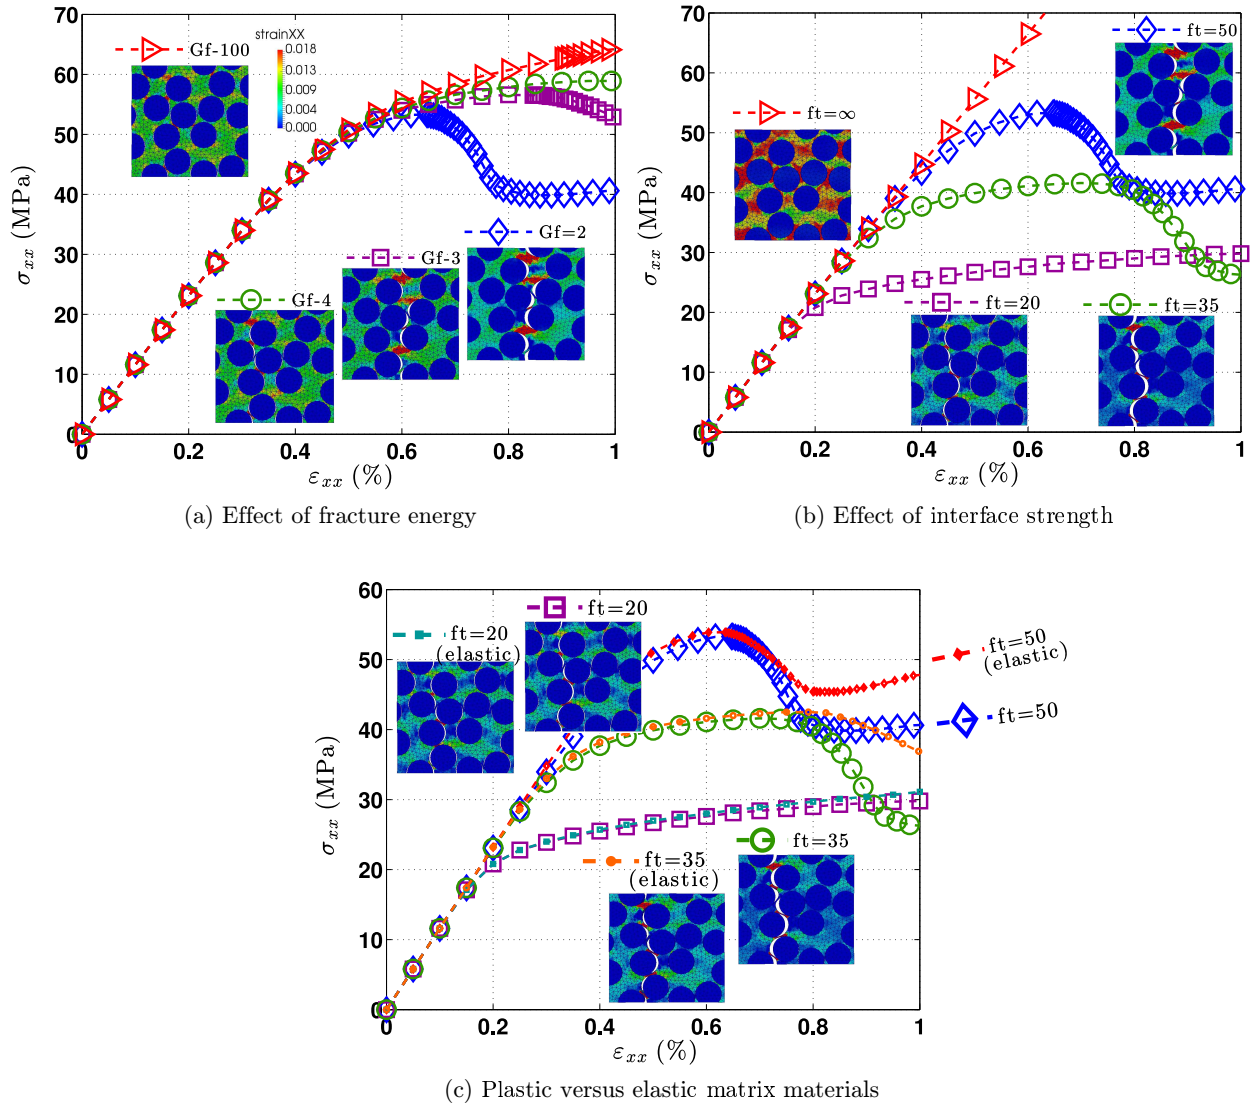 70
60
50
40
30
20
10
0
σxx (MPa)
0
0.2
0.4
0.6
0.8
1
εxx (%)
Gf-100
strainXX
0.018
0.013
0.009
0.004
0.000
Gf=2
Gf-3
Gf-4
(a) Effect of fracture energy
70
60
50
40
30
20
10
0
σxx (MPa)
0
0.2
0.4
0.6
0.8
1
εxx (%)
ft=50
ft=∞
ft=20
ft=35
(b) Effect of interface strength
60
50
40
30
20
10
0
σxx (MPa)
0
0.2
0.4
0.6
0.8
1
εxx (%)
ft=20
ft=20
(elastic)
ft=50
(elastic)
ft=50
ft=35
ft=35
(elastic)
(c) Plastic versus elastic matrix materials